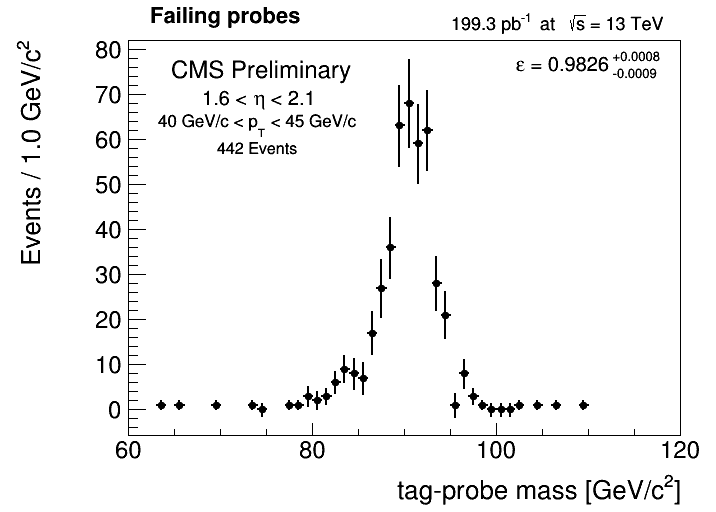 Failing probes
199.3 pb⁻¹ at √s = 13 TeV
CMS Preliminary
ε = 0.9826 +0.0008 -0.0009
1.6 < η < 2.1
40 GeV/c < p_T < 45 GeV/c
442 Events
Events / 1.0 GeV/c²
80
70
60
50
40
30
20
10
0
60 80 100 120
tag-probe mass [GeV/c²]